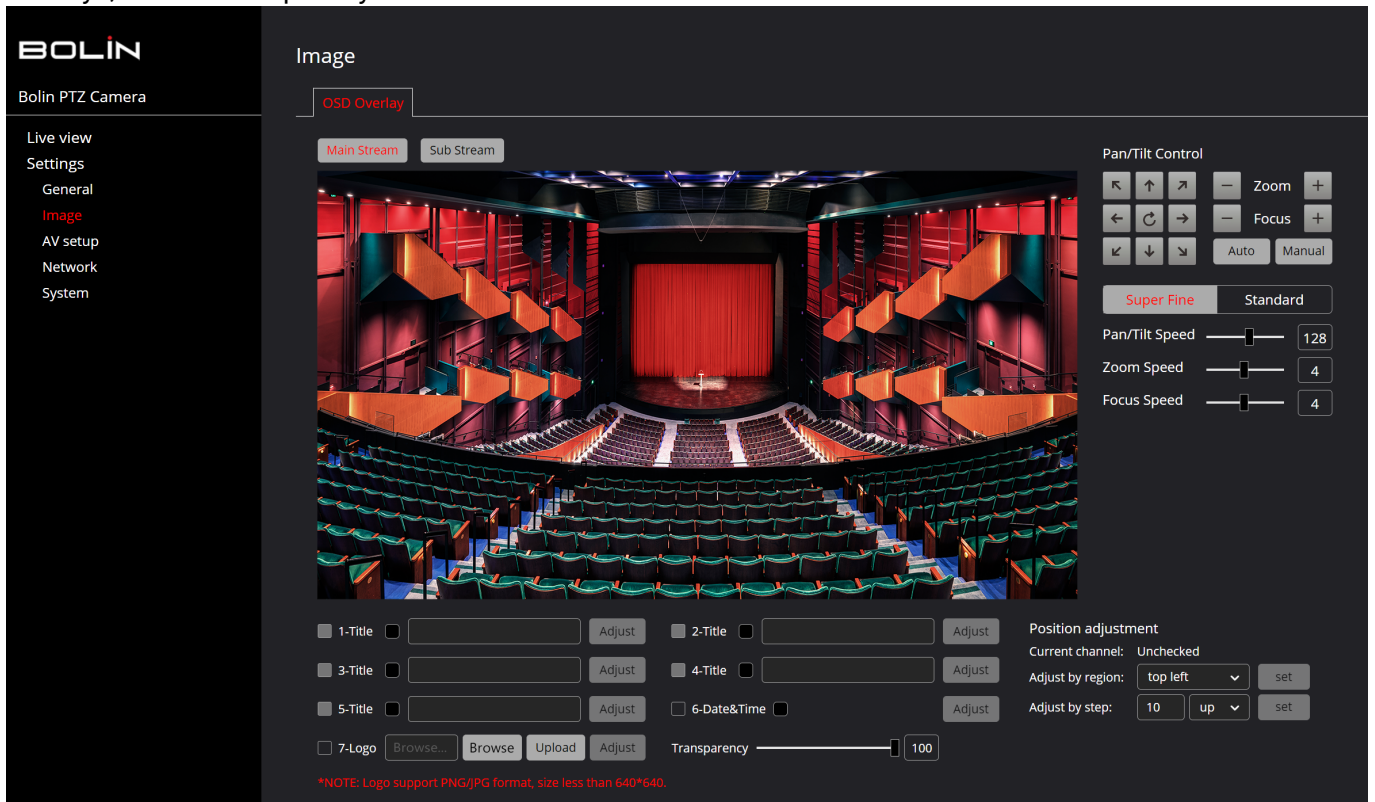 BOLIN
Bolin PTZ Camera
Live view
Settings
General
Image
AV setup
Network
System
Image
OSD Overlay
Main Stream Sub Stream
Pan/Tilt Control
Zoom
Focus
Auto Manual
Super Fine Standard
Pan/Tilt Speed 128
Zoom Speed 4
Focus Speed 4
1-Title Adjust 2-Title Adjust
3-Title Adjust 4-Title Adjust
5-Title Adjust 6-Date&Time Adjust
7-Logo Browse... Browse Upload Adjust Transparency 100
*NOTE: Logo support PNG/JPG format, size less than 640*640.
Position adjustment
Current channel: Unchecked
Adjust by region: top left set
Adjust by step: 10 up set